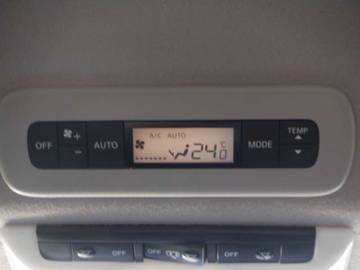 A/C AUTO
OFF + - AUTO 24.0 °C MODE TEMP
OFF OFF OFF